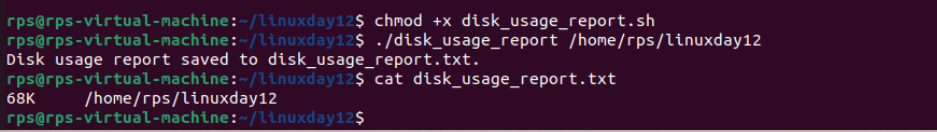 rps@rps-virtual-machine:~/linuxday12$ chmod +x disk_usage_report.sh
rps@rps-virtual-machine:~/linuxday12$ ./disk_usage_report /home/rps/linuxday12
Disk usage report saved to disk_usage_report.txt.
rps@rps-virtual-machine:~/linuxday12$ cat disk_usage_report.txt
68K     /home/rps/linuxday12
rps@rps-virtual-machine:~/linuxday12$